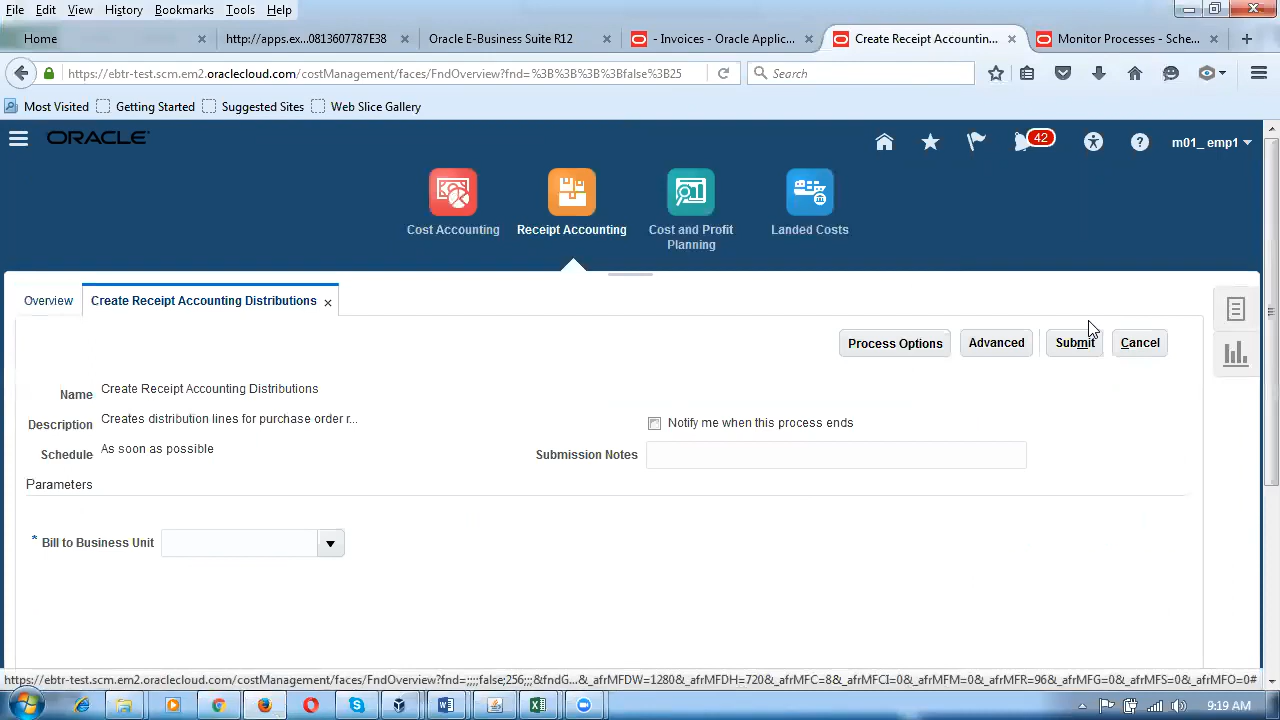 File Edit View History Bookmarks Tools Help
Home × http://apps.ex...0813607787E38 × Oracle E-Business Suite R12 × - Invoices - Oracle Applic... × Create Receipt Accountin... × Monitor Processes - Sche... × +
https://ebtr-test.scm.em2.oraclecloud.com/costManagement/faces/FndOverview?fnd=%3B%3B%3B%3Bfalse%3B25 Search
Most Visited Getting Started Suggested Sites Web Slice Gallery
ORACLE 42 m01_ emp1
Cost Accounting Receipt Accounting Cost and Profit Landed Costs
Planning
Overview Create Receipt Accounting Distributions ×
Process Options Advanced Submit Cancel
Name Create Receipt Accounting Distributions
Description Creates distribution lines for purchase order r... Notify me when this process ends
Schedule As soon as possible Submission Notes
Parameters
* Bill to Business Unit
https://ebtr-test.scm.em2.oraclecloud.com/costManagement/faces/FndOverview?fnd=;;;;false;256;;;&fndG..._afrMFDW=1280&_afrMFDH=720&_afrMFC=8&_afrMFCI=0&_afrMFM=0&_afrMFR=96&_afrMFG=0&_afrMFS=0&_afrMFO=0#
9:19 AM